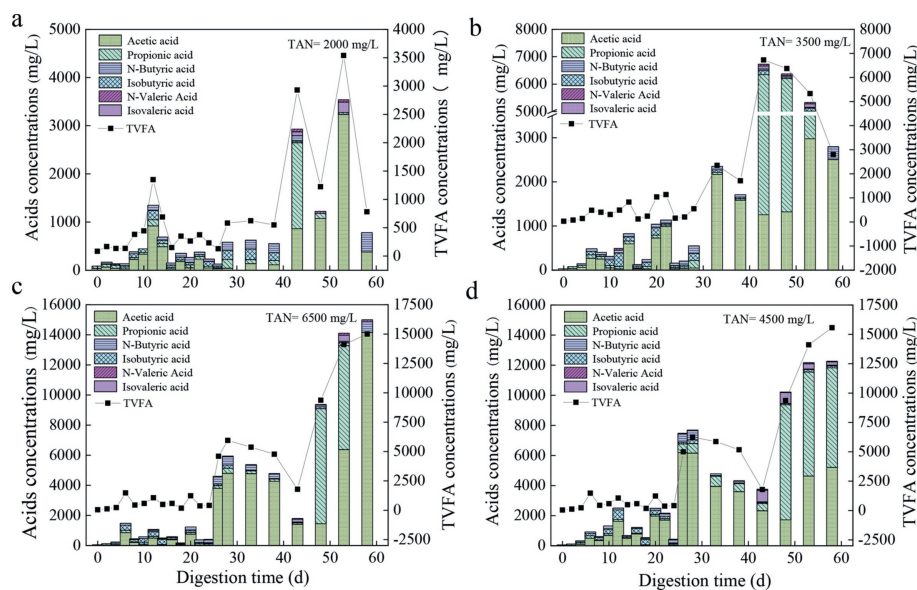 a
TAN= 2000 mg/L
Acids concentrations (mg/L)
5000
4000
3000
2000
1000
0
Acetic acid
Propionic acid
N-Butyric acid
Isobutyric acid
N-Valeric Acid
Isovaleric acid
TVFA
4000
3500
3000
2500
2000
1500
1000
500
0
TVFA concentrations ( mg/L)
0 10 20 30 40 50 60
b
TAN= 3500 mg/L
Acids concentrations (mg/L)
8000
7000
6000
5000
2000
1000
0
Acetic acid
Propionic acid
N-Butyric acid
Isobutyric acid
N-Valeric Acid
Isovaleric acid
TVFA
8000
7000
6000
5000
4000
3000
2000
1000
0
-1000
-2000
TVFA concentrations (mg/L)
0 10 20 30 40 50 60
c
TAN= 6500 mg/L
Acids concentrations (mg/L)
16000
14000
12000
10000
8000
6000
4000
2000
0
Acetic acid
Propionic acid
N-Butyric acid
Isobutyric acid
N-Valeric Acid
Isovaleric acid
TVFA
17500
15000
12500
10000
7500
5000
2500
0
-2500
TVFA concentrations (mg/L)
0 10 20 30 40 50 60
Digestion time (d)
d
TAN= 4500 mg/L
Acids concentrations (mg/L)
16000
14000
12000
10000
8000
6000
4000
2000
0
Acetic acid
Propionic acid
N-Butyric acid
Isobutyric acid
N-Valeric Acid
Isovaleric acid
TVFA
17500
15000
12500
10000
7500
5000
2500
0
-2500
TVFA concentrations (mg/L)
0 10 20 30 40 50 60
Digestion time (d)